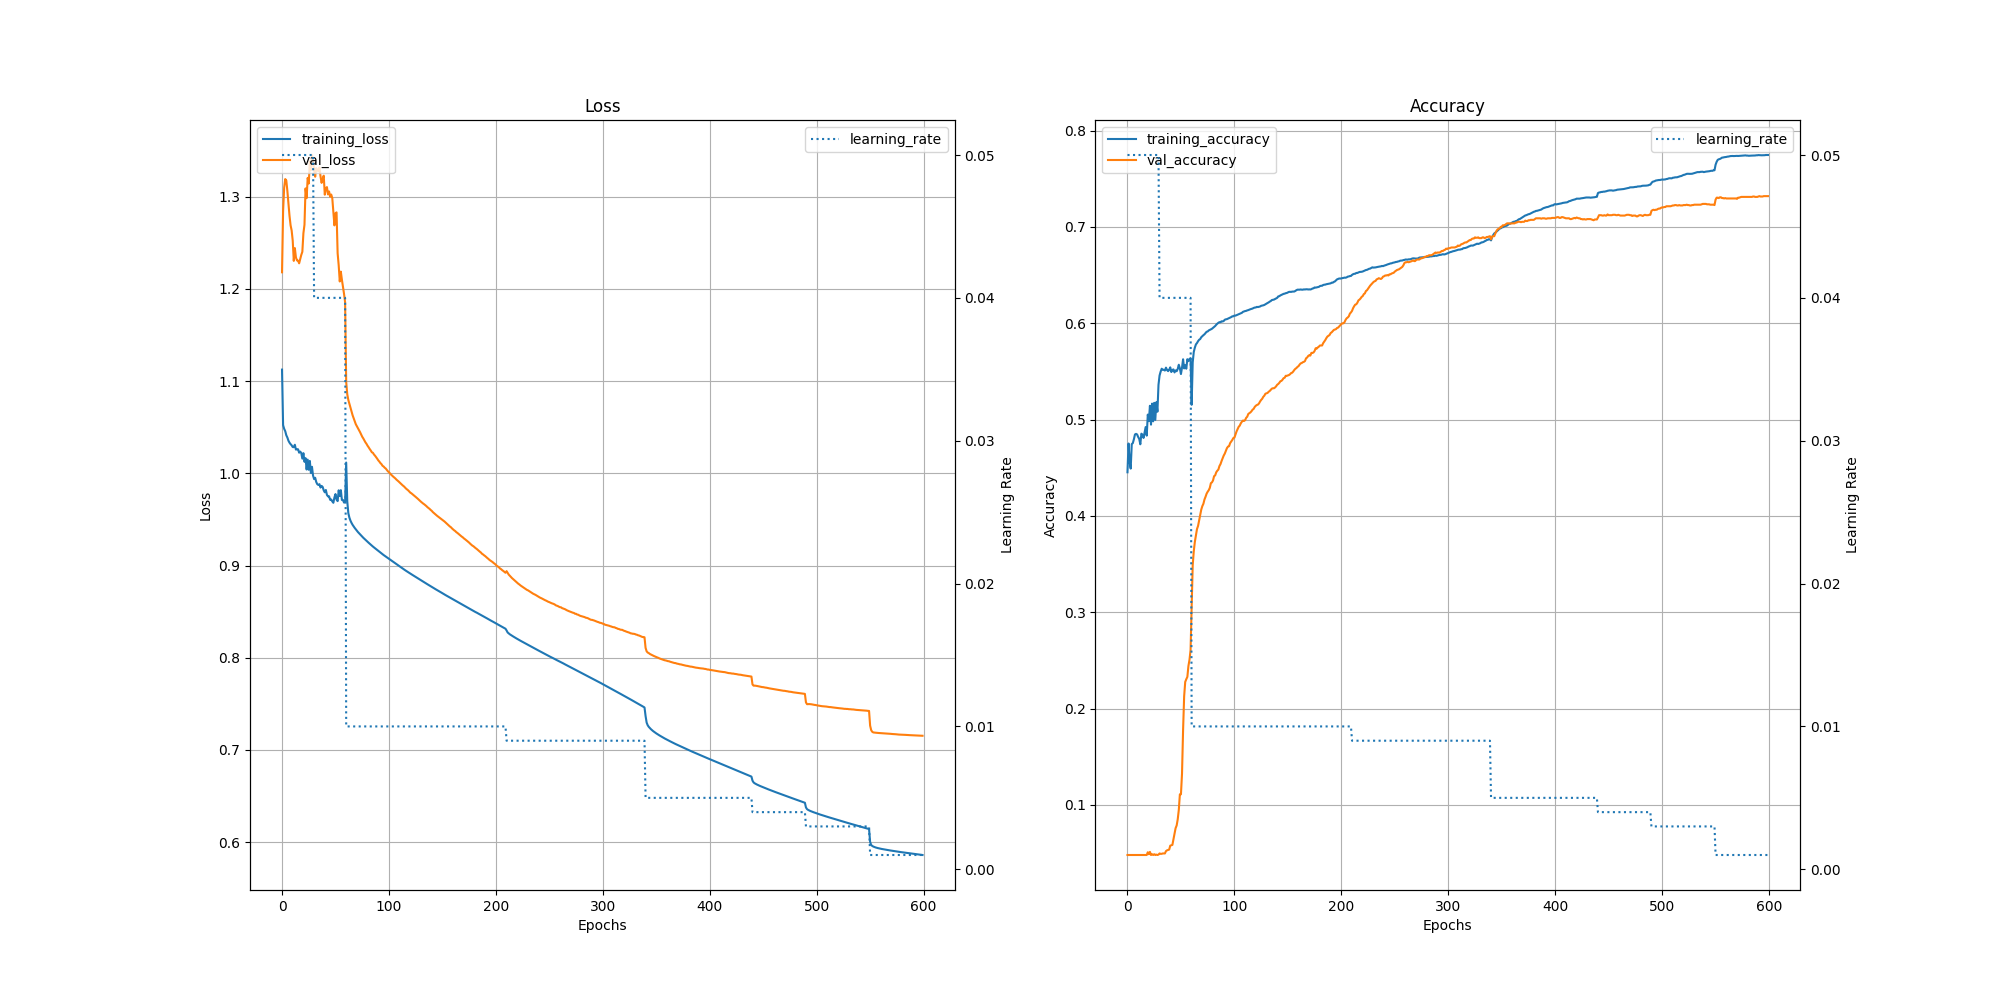 Loss
training_loss
val_loss
learning_rate
1.3
1.2
1.1
1.0
0.9
0.8
0.7
0.6
Loss
0.05
0.04
0.03
0.02
0.01
0.00
Learning Rate
0 100 200 300 400 500 600
Epochs
Accuracy
training_accuracy
val_accuracy
learning_rate
0.8
0.7
0.6
0.5
0.4
0.3
0.2
0.1
Accuracy
0.05
0.04
0.03
0.02
0.01
0.00
Learning Rate
0 100 200 300 400 500 600
Epochs